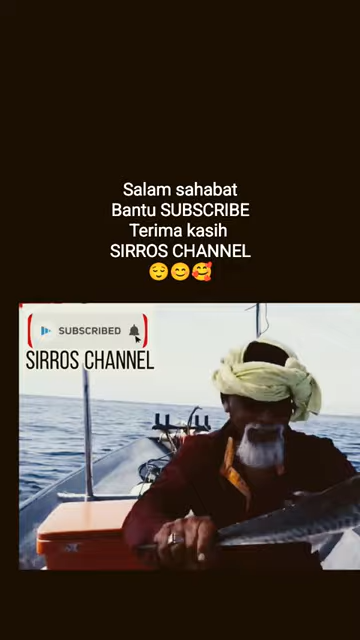 Salam sahabat
Bantu SUBSCRIBE
Terima kasih
SIRROS CHANNEL
😌😊🥰
SUBSCRIBED
SIRROS CHANNEL